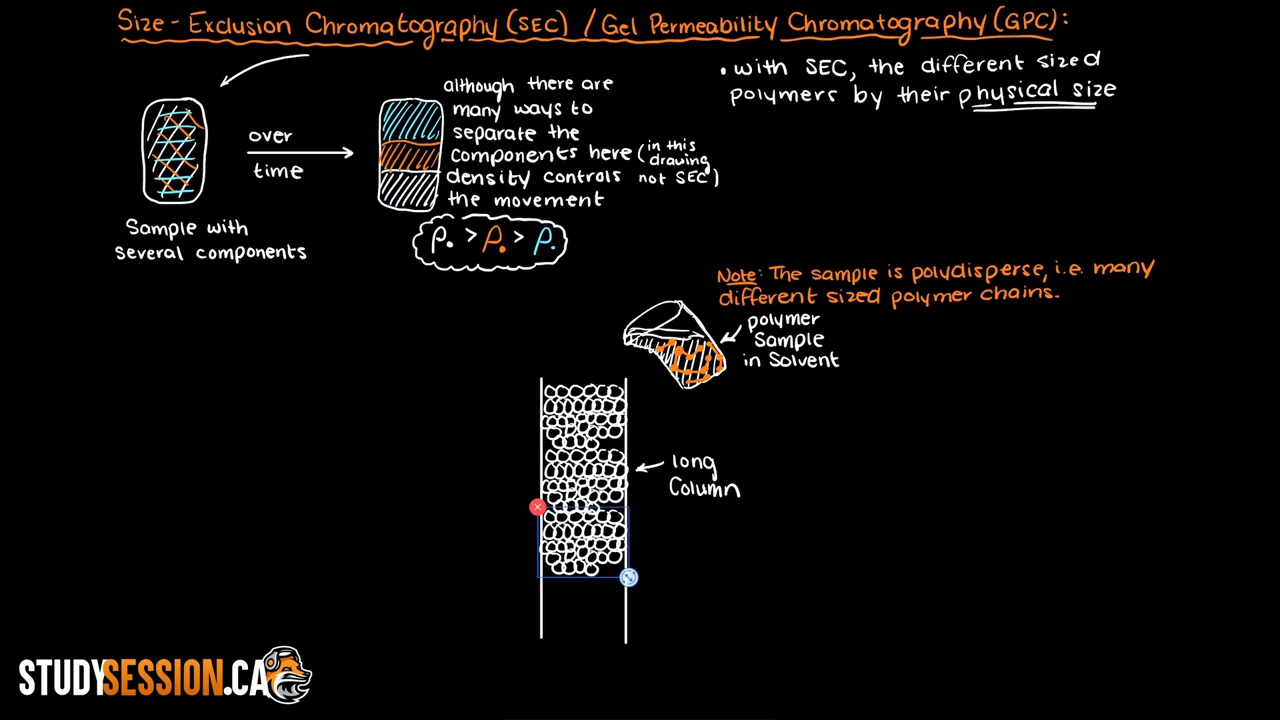 Size-Exclusion Chromatography (SEC) / Gel Permeability Chromatography (GPC):
• with SEC, the different sized
polymers by their physical size
although there are
many ways to
separate the
components here (in this
drawing
density controls not SEC)
the movement
over
time
Sample with
several components
ρ. > ρ. > ρ.
Note: The sample is polydisperse, i.e. many
different sized polymer chains.
polymer
Sample
in Solvent
long
Column
STUDYSESSION.CA